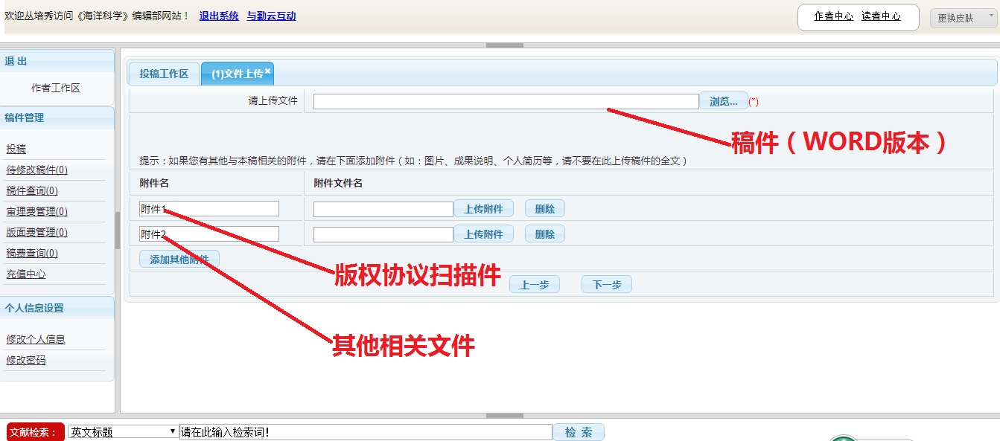 欢迎丛培秀访问《海洋科学》编辑部网站！ 退出系统 与勤云互动
作者中心 读者中心
更换皮肤
退 出
作者工作区
稿件管理
投稿
待修改稿件(0)
稿件查询(0)
审理费管理(0)
版面费管理(0)
稿费查询(0)
充值中心
个人信息设置
修改个人信息
修改密码
投稿工作区 (1)文件上传
请上传文件 浏览... (*)
稿件（WORD版本）
提示：如果您有其他与本稿相关的附件，请在下面添加附件（如：图片、成果说明、个人简历等，请不要在此上传稿件的全文）
附件名 附件文件名
附件1 上传附件 删除
附件2 上传附件 删除
添加其他附件
版权协议扫描件
上一步 下一步
其他相关文件
文献检索： 英文标题 请在此输入检索词! 检 索